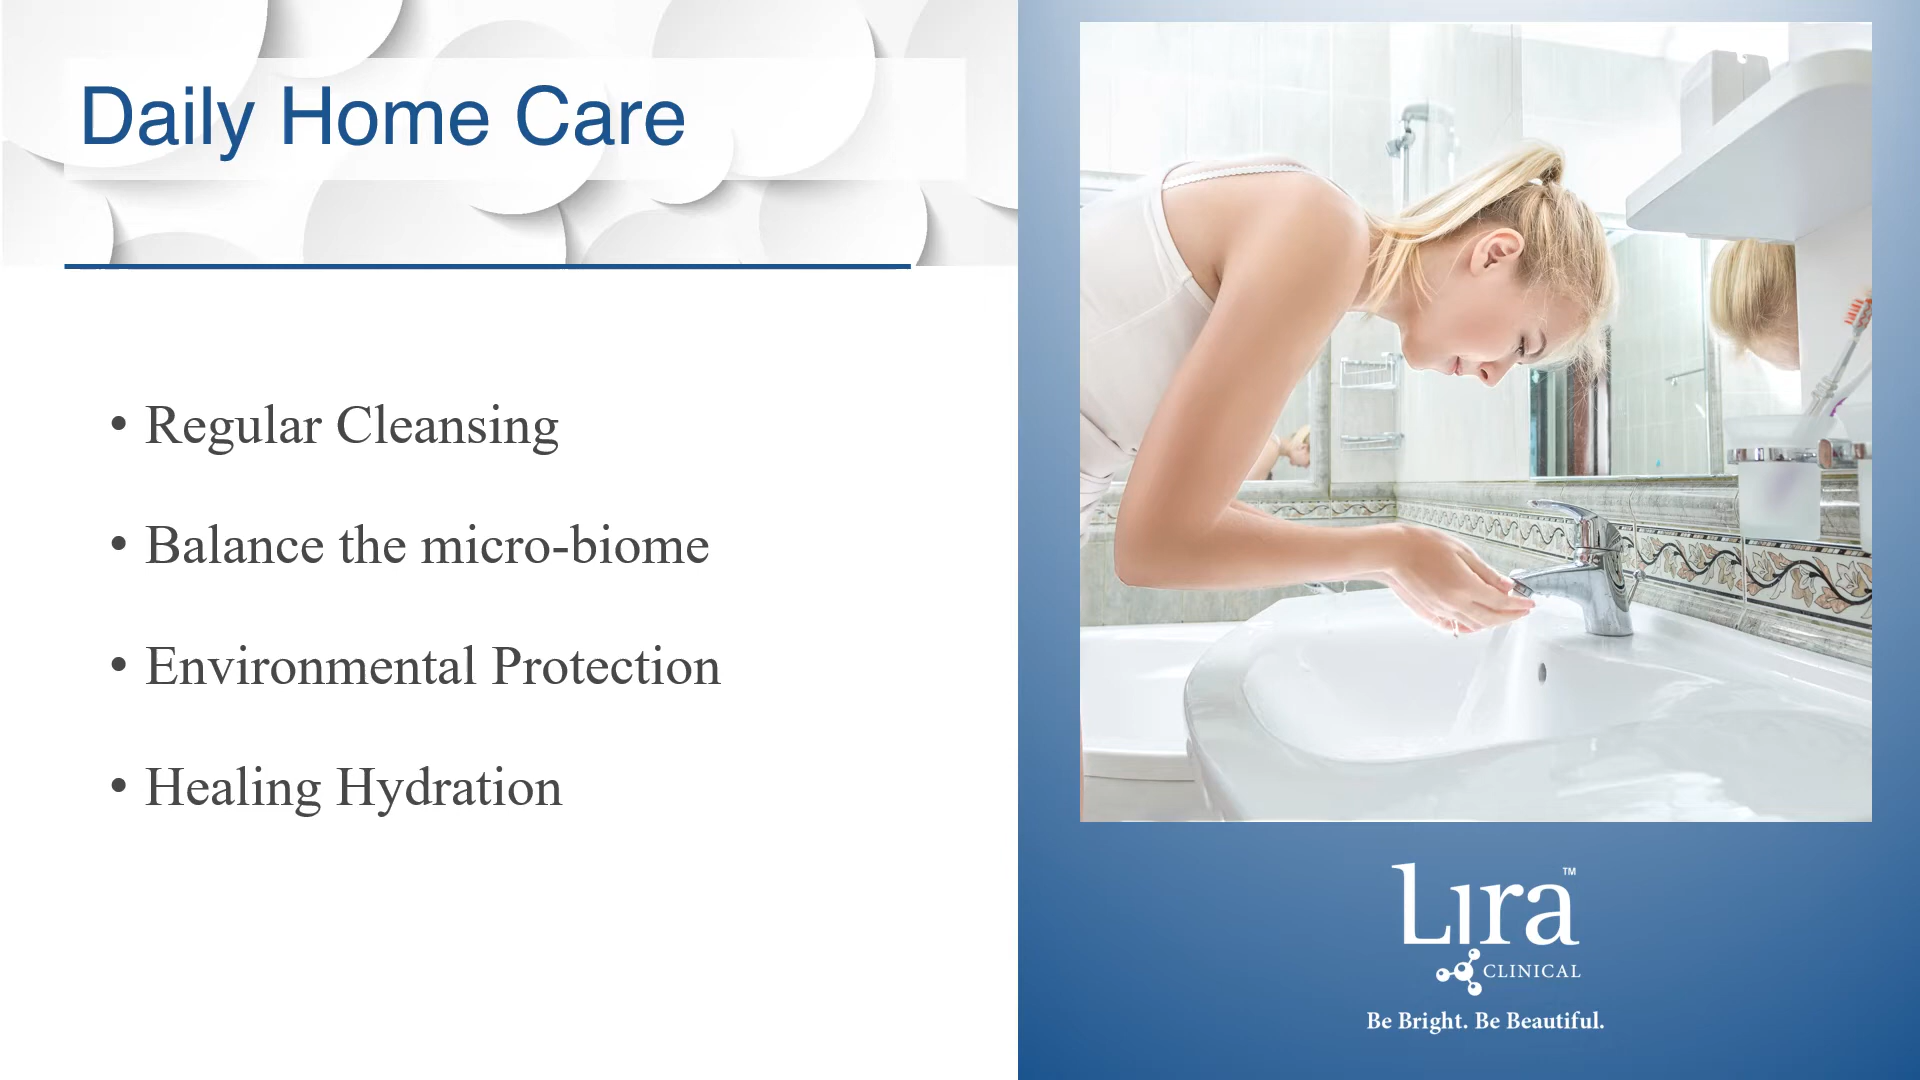 Daily Home Care
• Regular Cleansing
• Balance the micro-biome
• Environmental Protection
• Healing Hydration
Lira™
CLINICAL
Be Bright. Be Beautiful.